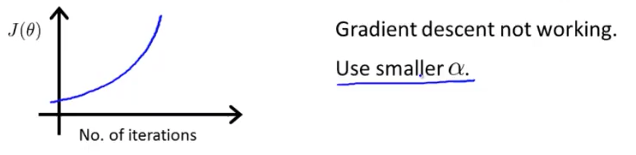 J(θ)
Gradient descent not working.
Use smaller α.
No. of iterations